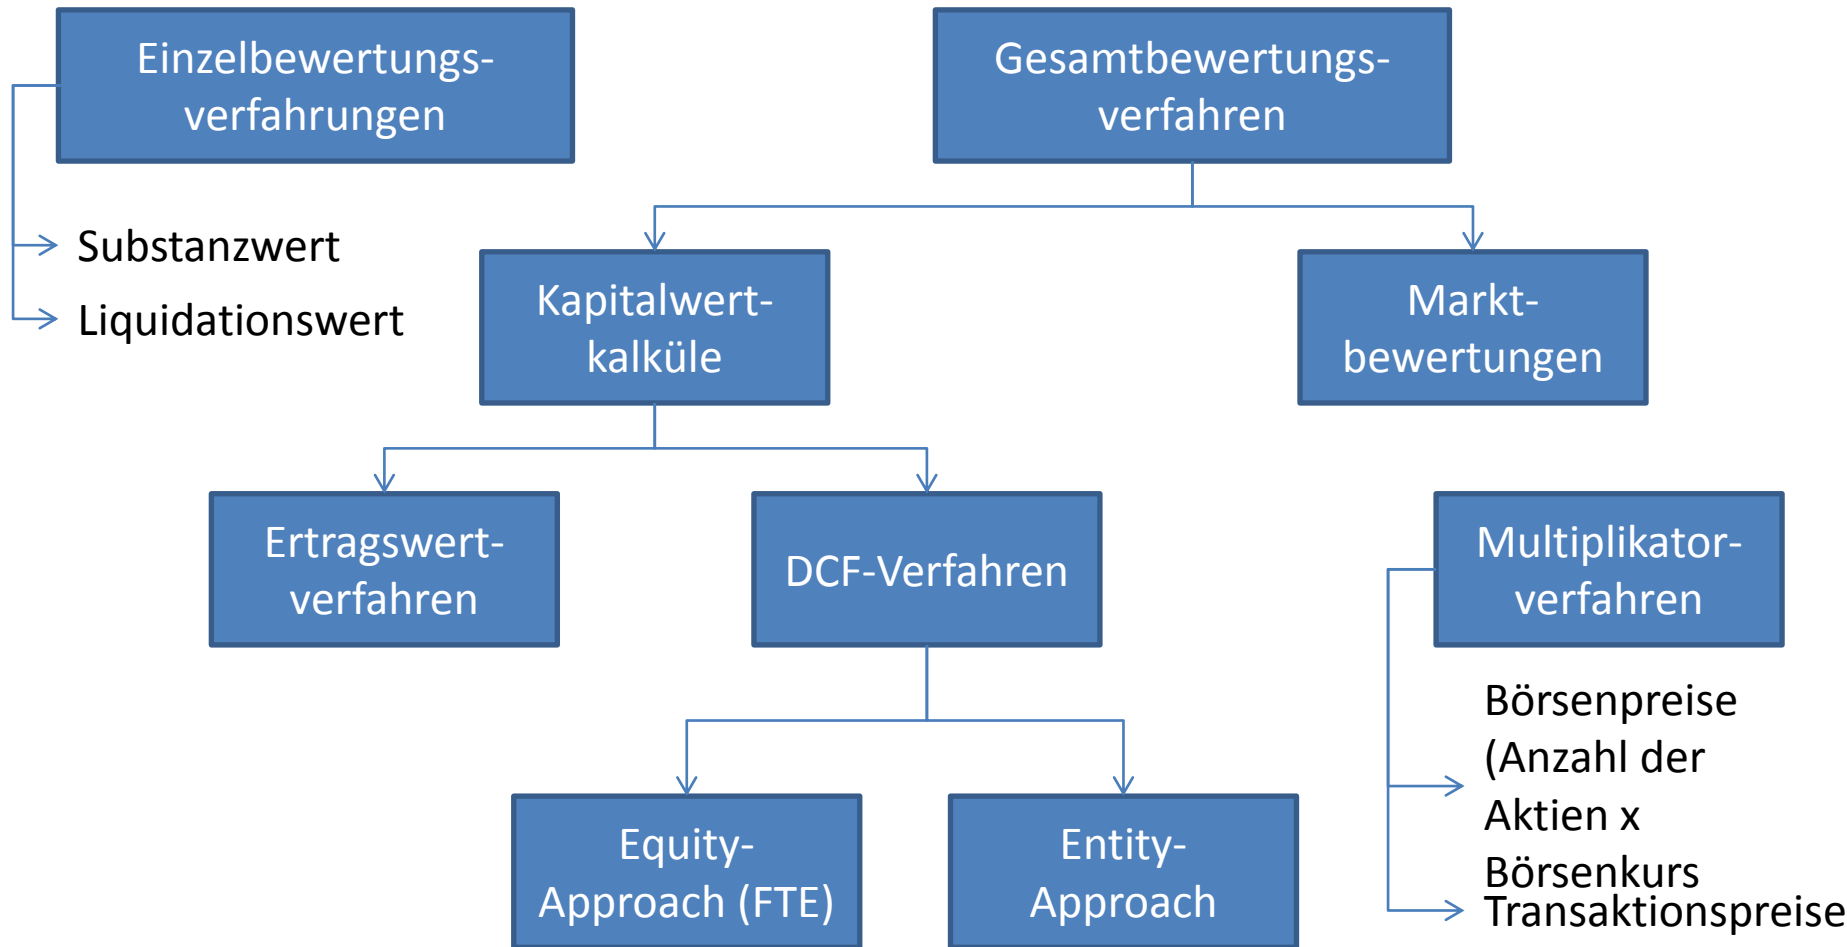 Einzelbewertungs-
verfahrungen
Gesamtbewertungs-
verfahren
Substanzwert
Liquidationswert
Kapitalwert-
kalküle
Markt-
bewertungen
Ertragswert-
verfahren
DCF-Verfahren
Multiplikator-
verfahren
Börsenpreise
(Anzahl der
Aktien x
Börsenkurs
Transaktionspreise
Equity-
Approach (FTE)
Entity-
Approach